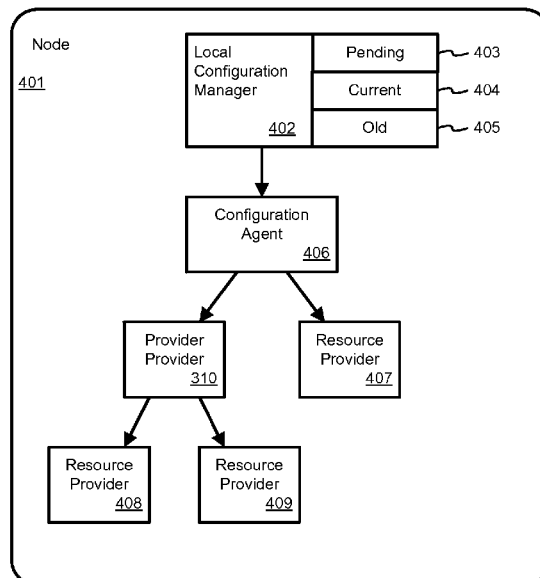 Node
401
Local
Configuration
Manager
402
Pending
403
Current
404
Old
405
Configuration
Agent
406
Provider
Provider
310
Resource
Provider
407
Resource
Provider
408
Resource
Provider
409